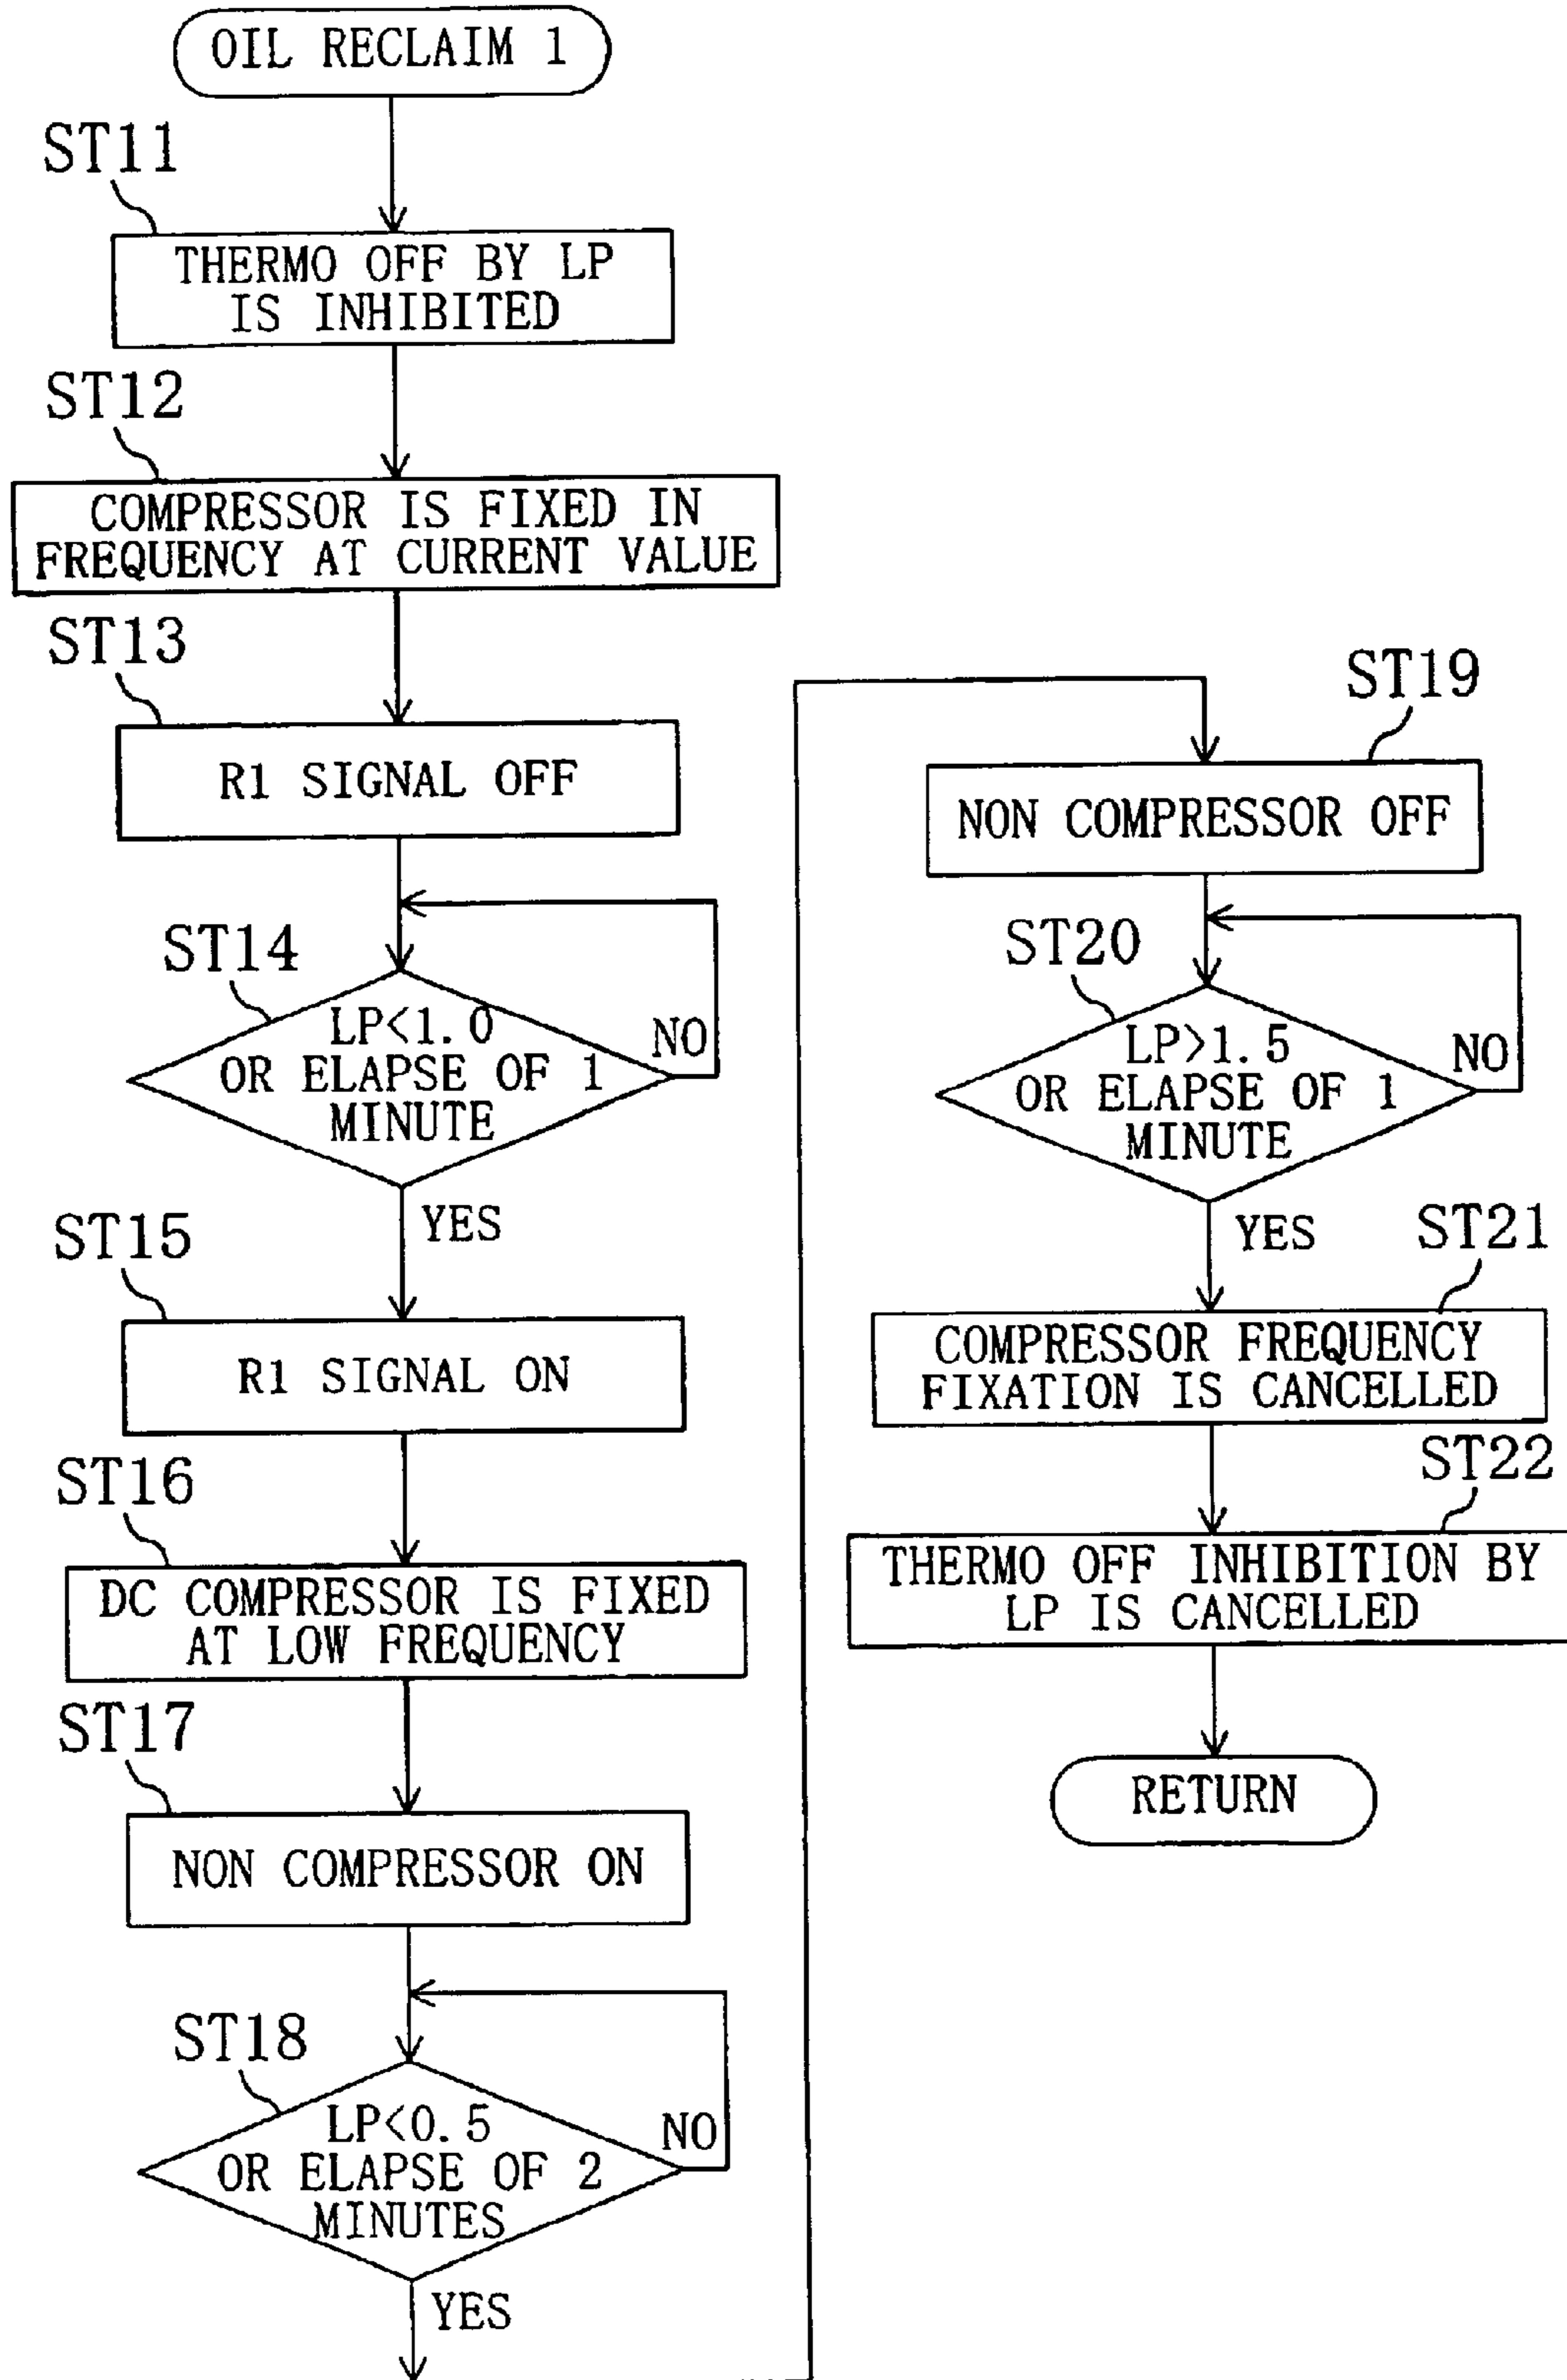 OIL RECLAIM 1
ST11
THERMO OFF BY LP
IS INHIBITED
ST12
COMPRESSOR IS FIXED IN
FREQUENCY AT CURRENT VALUE
ST13
R1 SIGNAL OFF
ST14
LP<1.0
OR ELAPSE OF 1
MINUTE
NO
YES
ST15
R1 SIGNAL ON
ST16
DC COMPRESSOR IS FIXED
AT LOW FREQUENCY
ST17
NON COMPRESSOR ON
ST18
LP<0.5
OR ELAPSE OF 2
MINUTES
NO
YES
ST19
NON COMPRESSOR OFF
ST20
LP>1.5
OR ELAPSE OF 1
MINUTE
NO
YES
ST21
COMPRESSOR FREQUENCY
FIXATION IS CANCELLED
ST22
THERMO OFF INHIBITION BY
LP IS CANCELLED
RETURN